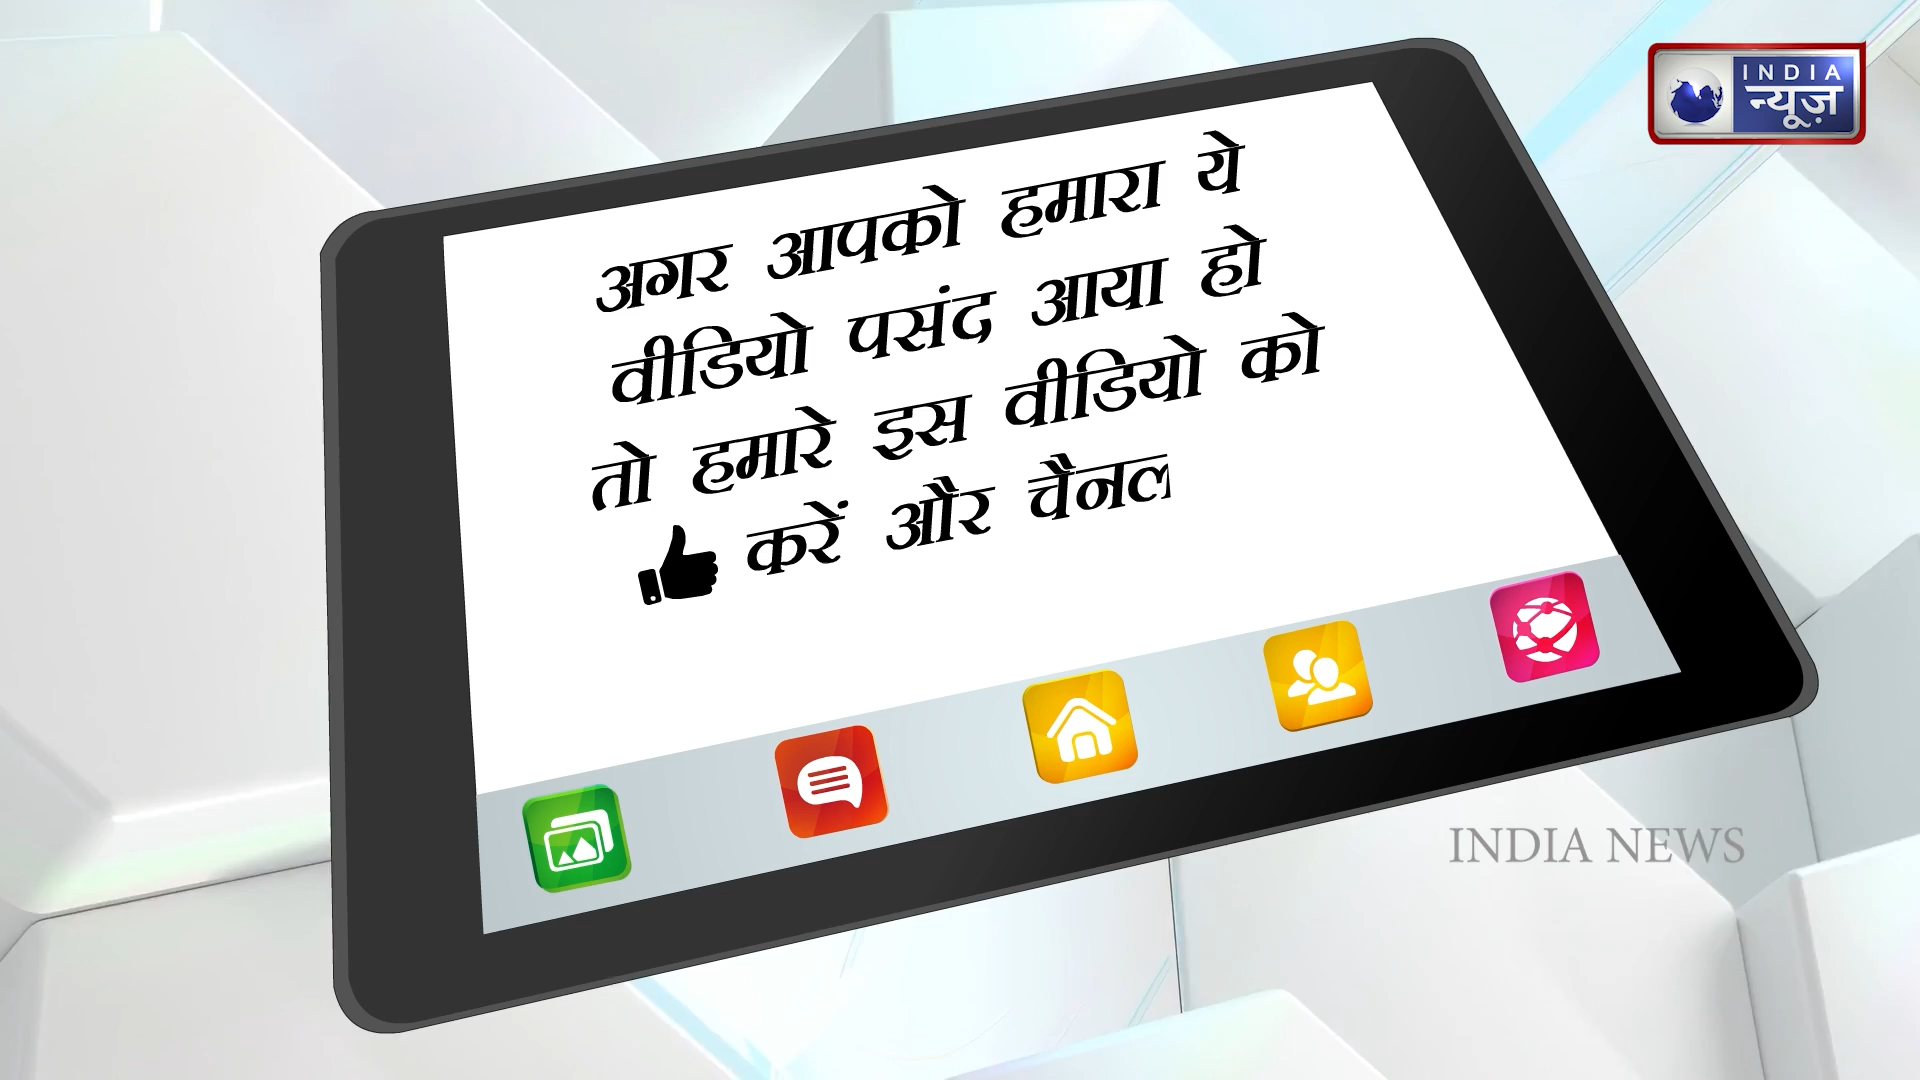 INDIA
न्यूज़
अगर आपको हमारा ये
वीडियो पसंद आया हो
तो हमारे इस वीडियो को
करें और चैनल
INDIA NEWS